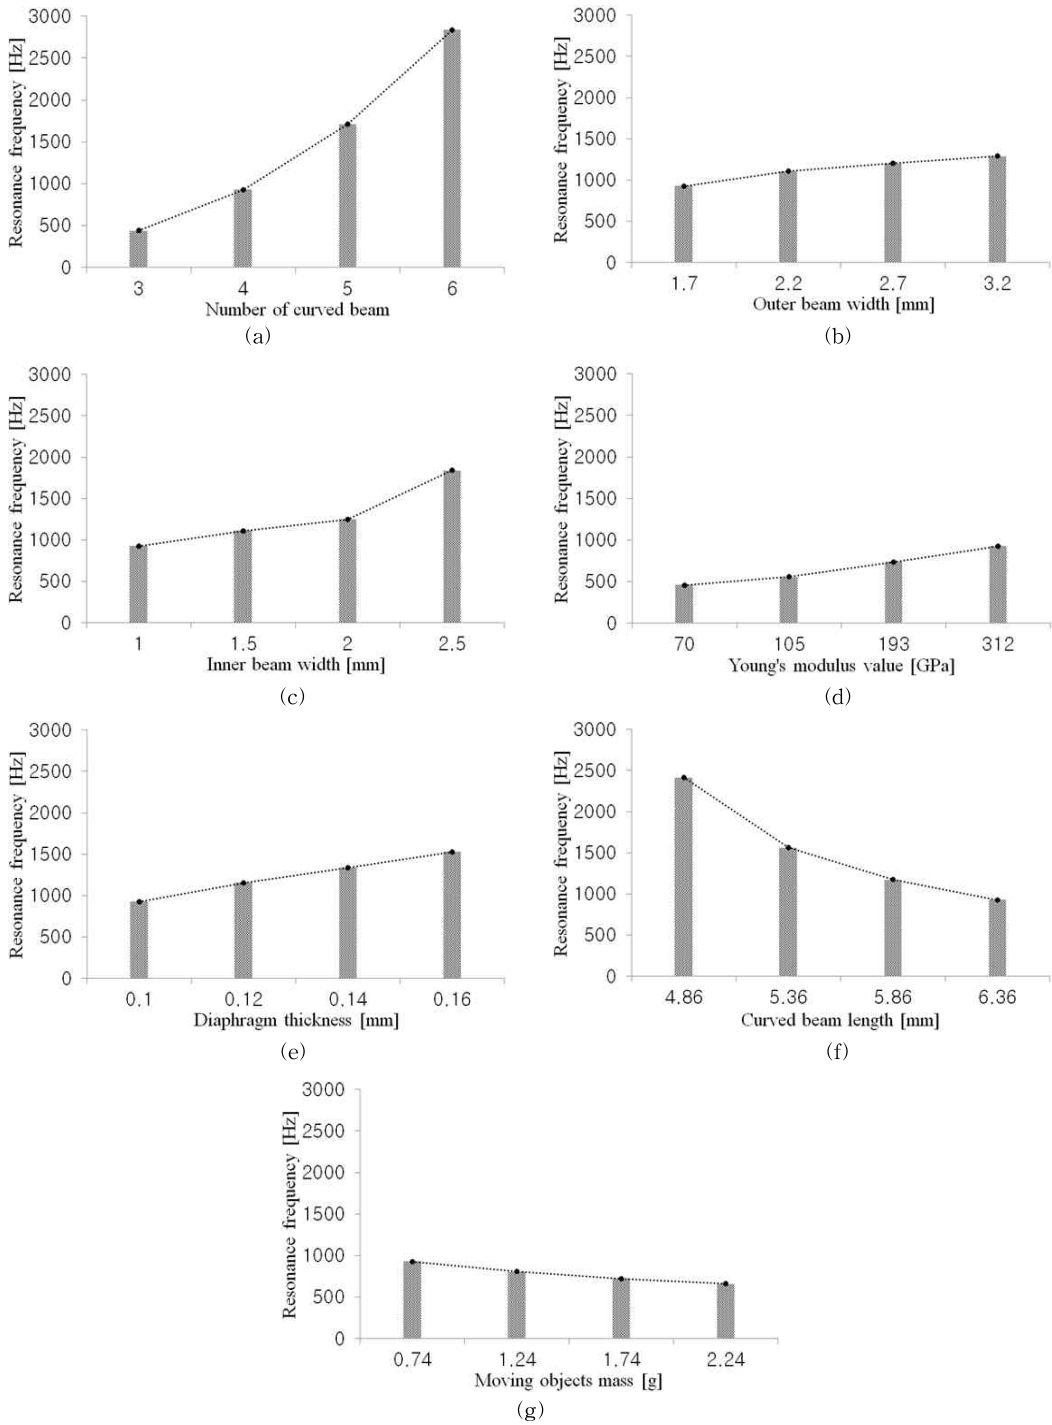 3000
2500
2000
1500
1000
500
0
Resonance frequency [Hz]
3 4 5 6
Number of curved beam
(a)
3000
2500
2000
1500
1000
500
0
Resonance frequency [Hz]
1.7 2.2 2.7 3.2
Outer beam width [mm]
(b)
3000
2500
2000
1500
1000
500
0
Resonance frequency [Hz]
1 1.5 2 2.5
Inner beam width [mm]
(c)
3000
2500
2000
1500
1000
500
0
Resonance frequency [Hz]
70 105 193 312
Young's modulus value [GPa]
(d)
3000
2500
2000
1500
1000
500
0
Resonance frequency [Hz]
0.1 0.12 0.14 0.16
Diaphragm thickness [mm]
(e)
3000
2500
2000
1500
1000
500
0
Resonance frequency [Hz]
4.86 5.36 5.86 6.36
Curved beam length [mm]
(f)
3000
2500
2000
1500
1000
500
0
Resonance frequency [Hz]
0.74 1.24 1.74 2.24
Moving objects mass [g]
(g)